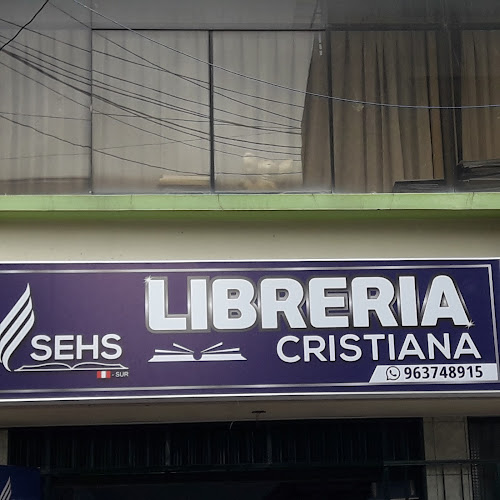 LIBRERIA
CRISTIANA
963748915
SEHS
- SUR